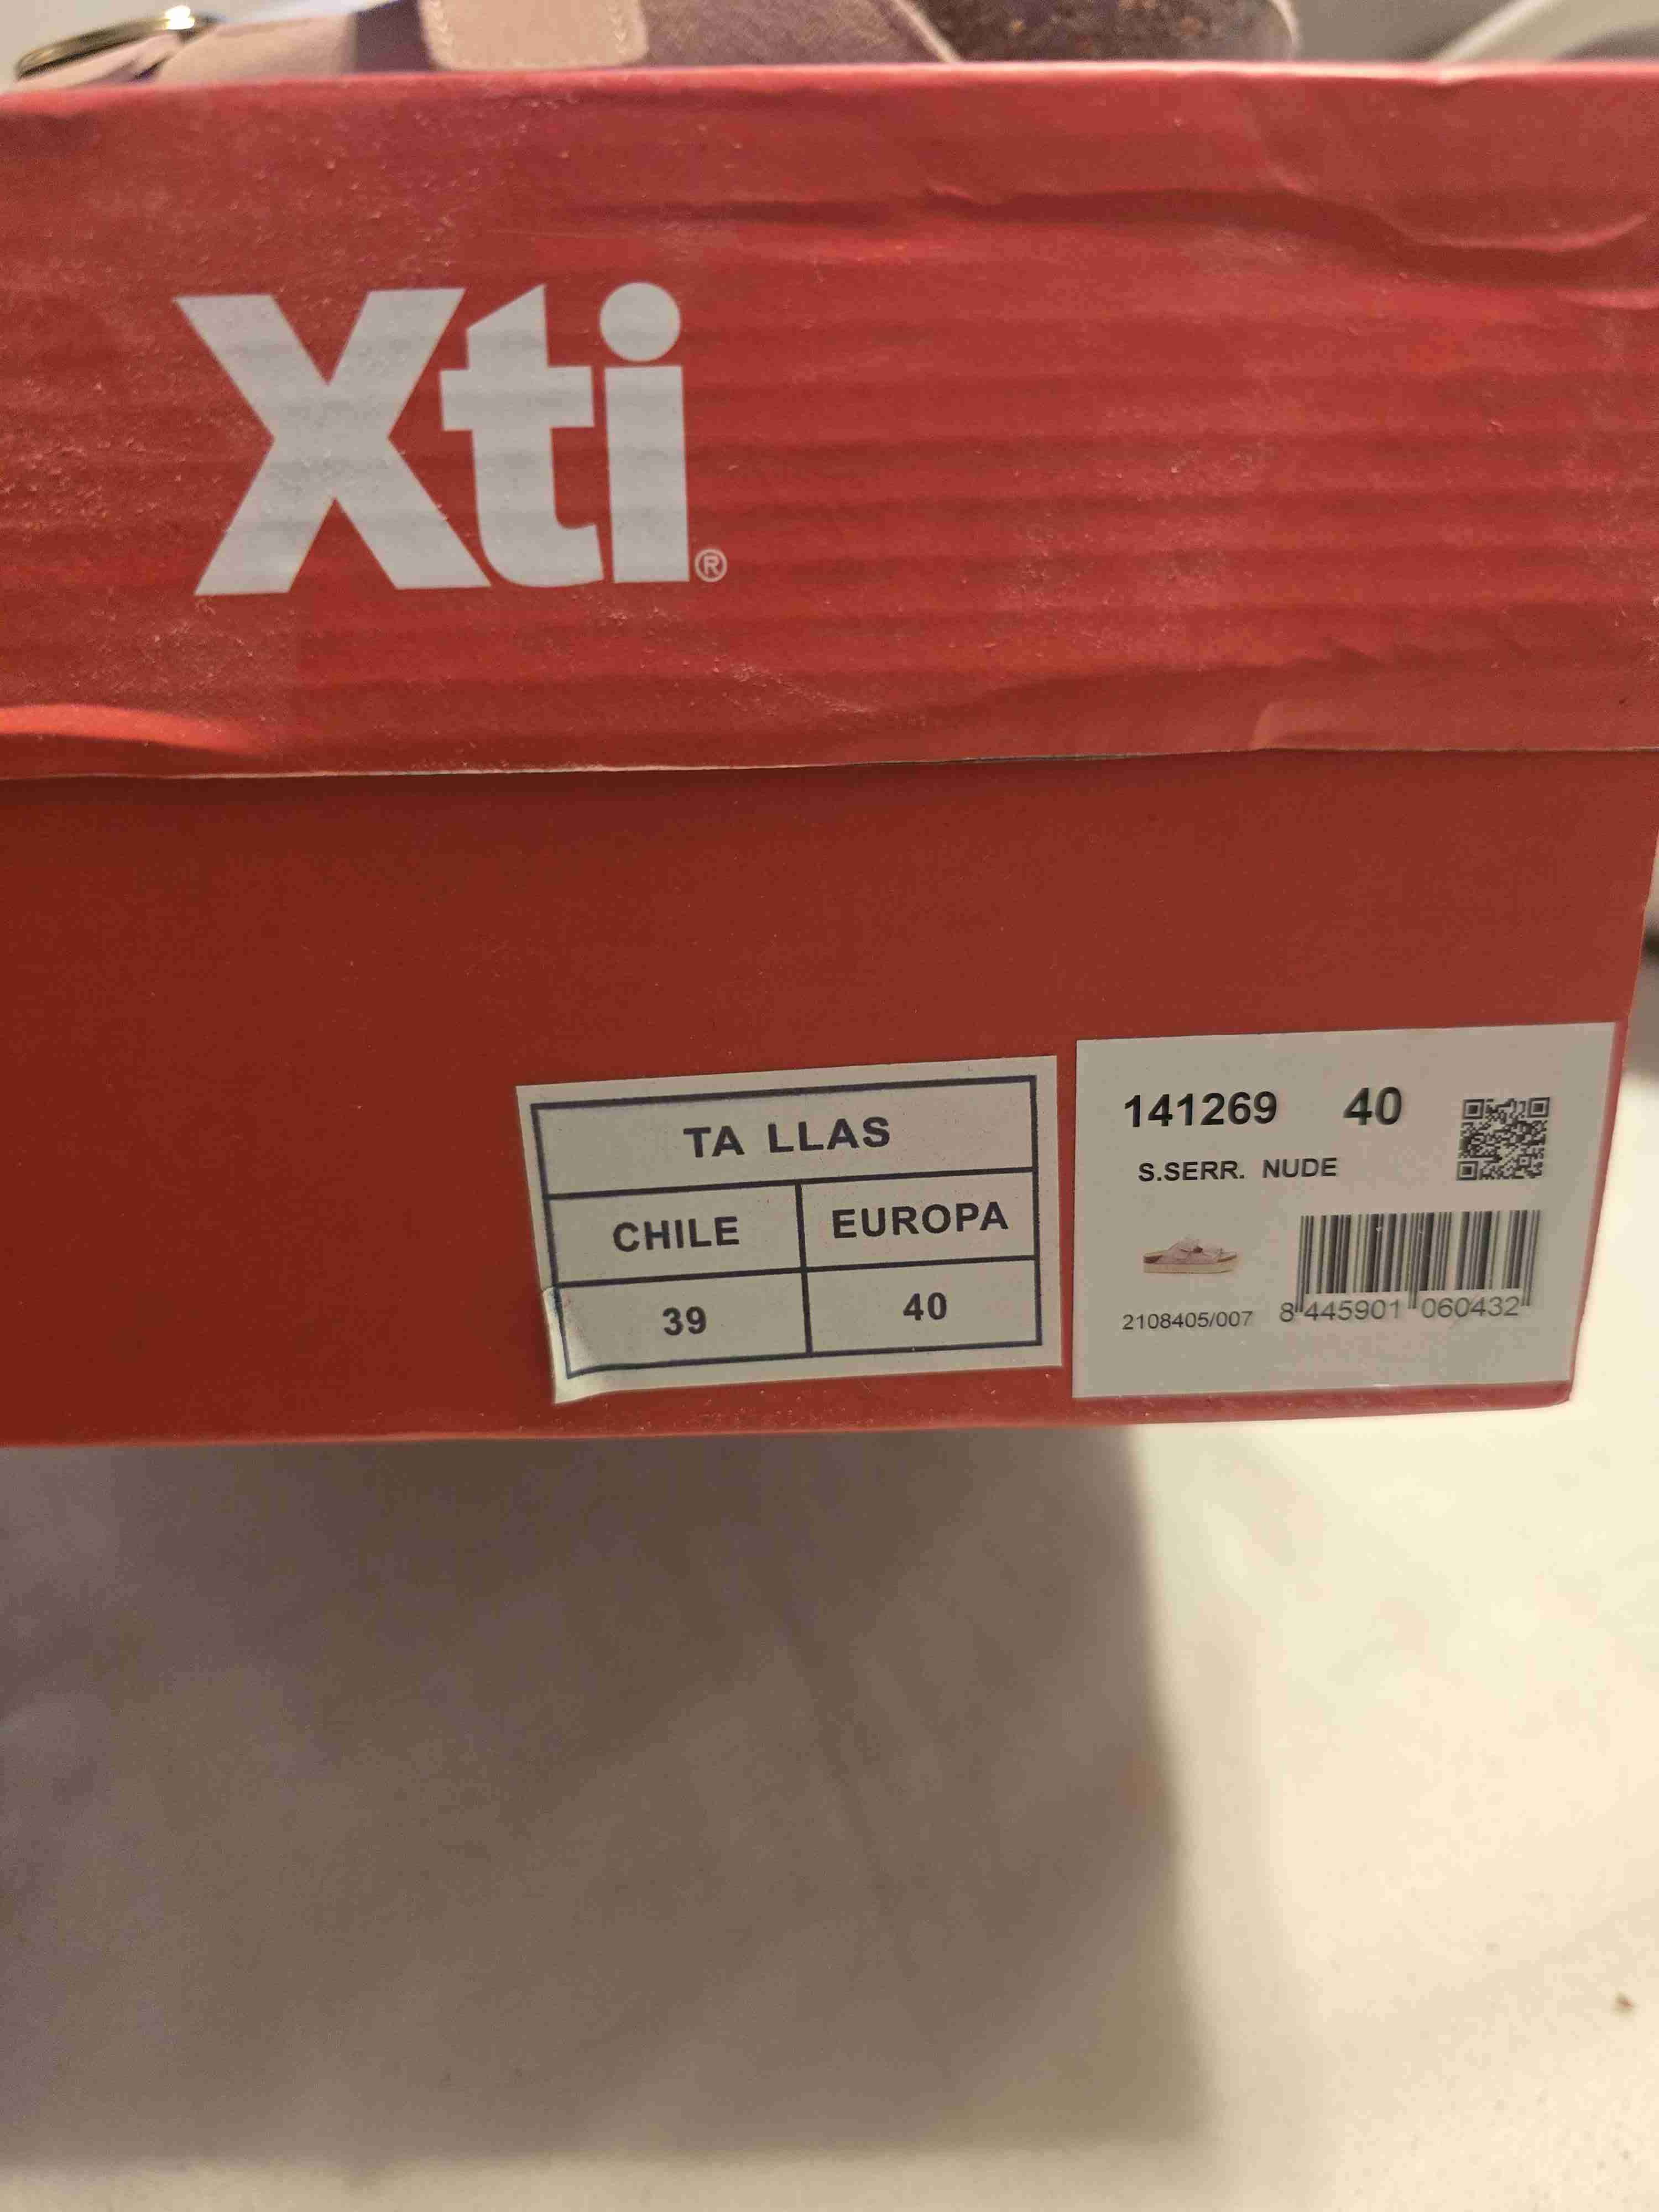 Xti®
TA LLAS
CHILE EUROPA
39 40
141269 40
S.SERR. NUDE
2108405/007 8 445901 060432